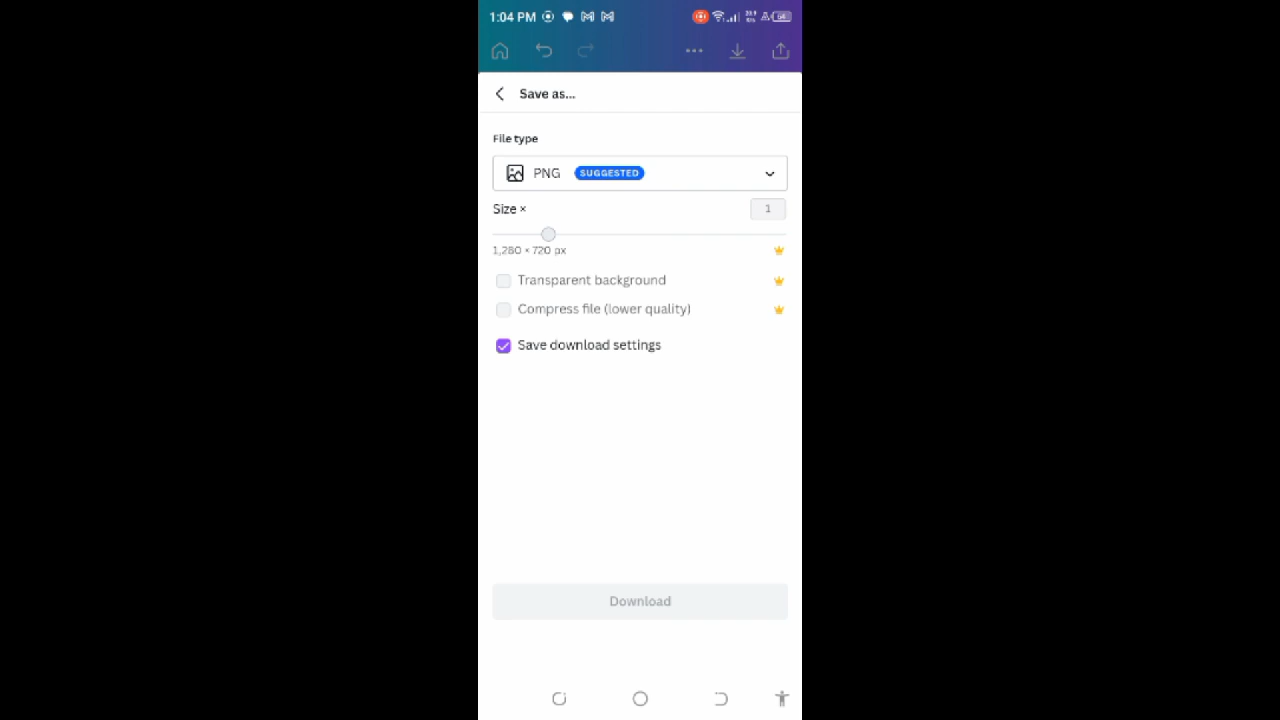 1:04 PM
Save as...
File type
PNG SUGGESTED
Size × 1
1,280 × 720 px
Transparent background
Compress file (lower quality)
Save download settings
Download